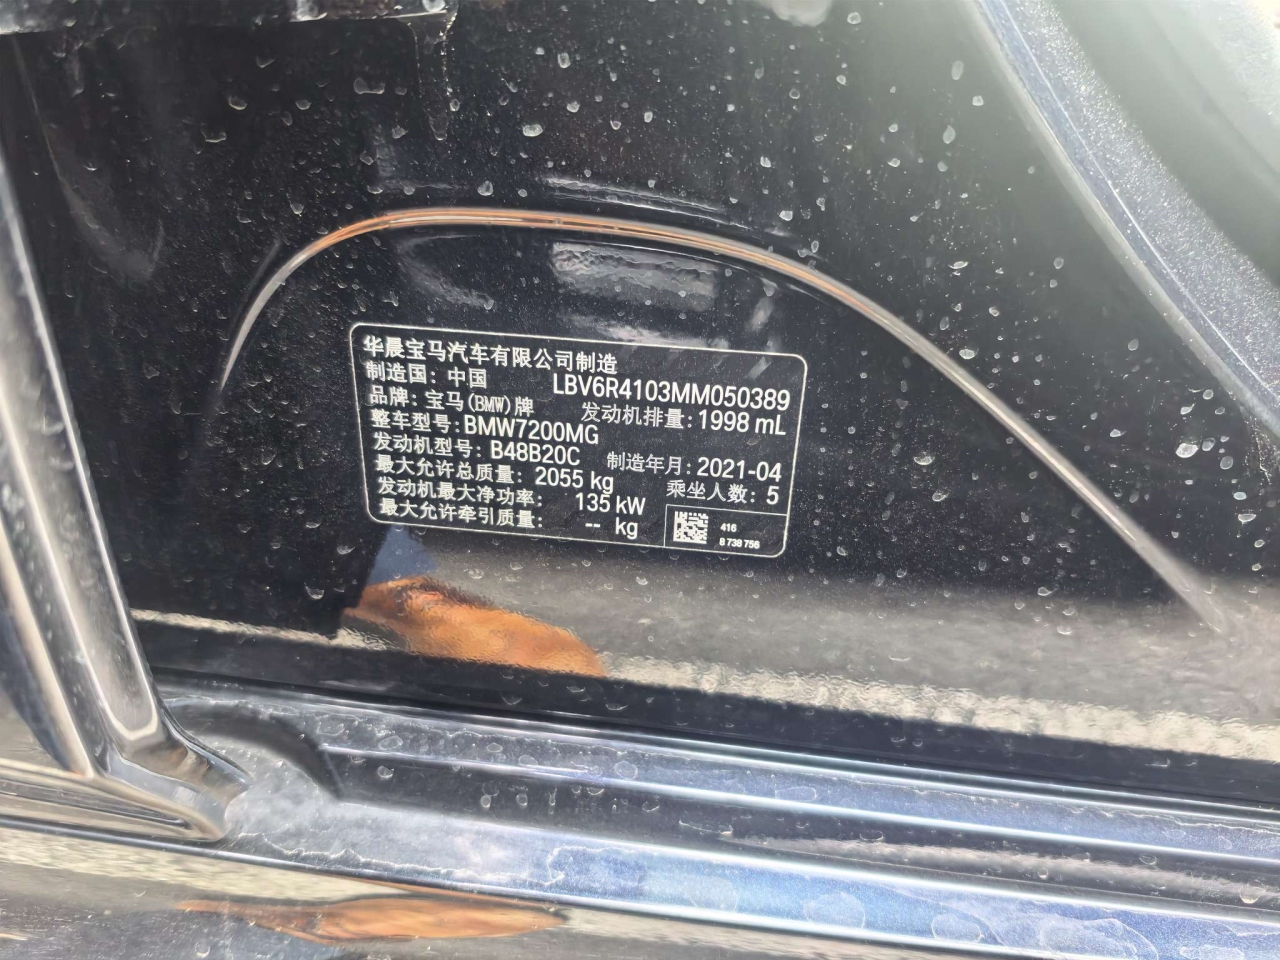 华晨宝马汽车有限公司制造
制造国：中国 LBV6R4103MM050389
品牌：宝马(BMW)牌 发动机排量：1998 mL
整车型号：BMW7200MG
发动机型号：B48B20C 制造年月：2021-04
最大允许总质量：2055 kg 乘坐人数：5
发动机最大净功率：135 kW
最大允许牵引质量：-- kg
416
8 738 756